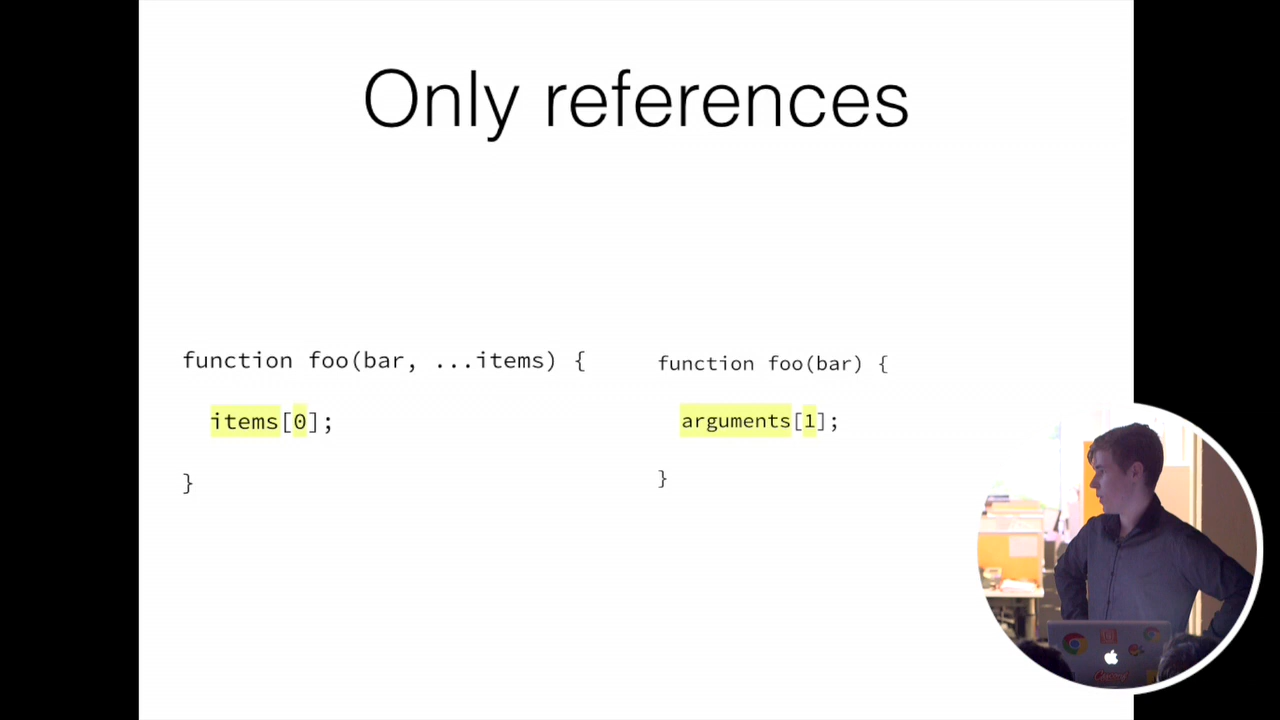 Only references
function foo(bar, ...items) {
items[0];
}
function foo(bar) {
arguments[1];
}